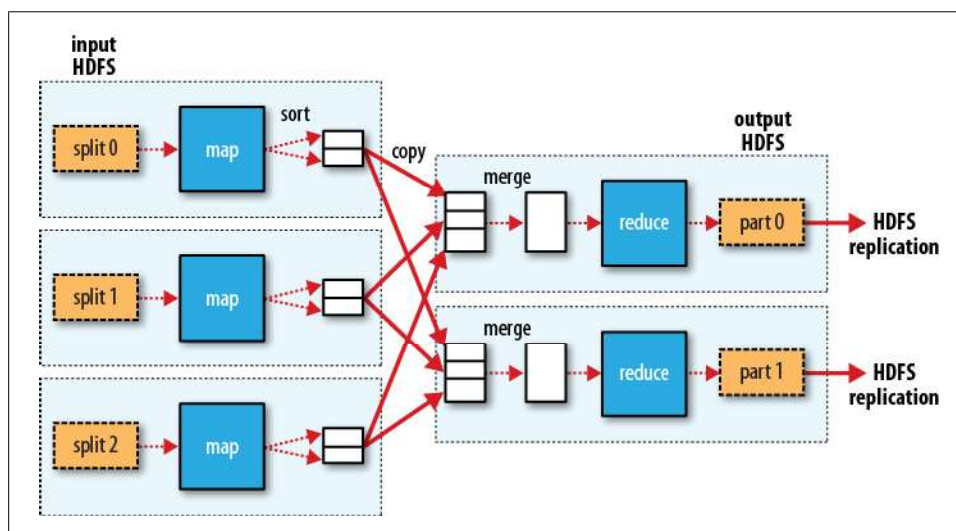 input
HDFS
split 0
map
sort
copy
split 1
map
split 2
map
output
HDFS
merge
reduce
part 0
HDFS
replication
merge
reduce
part 1
HDFS
replication